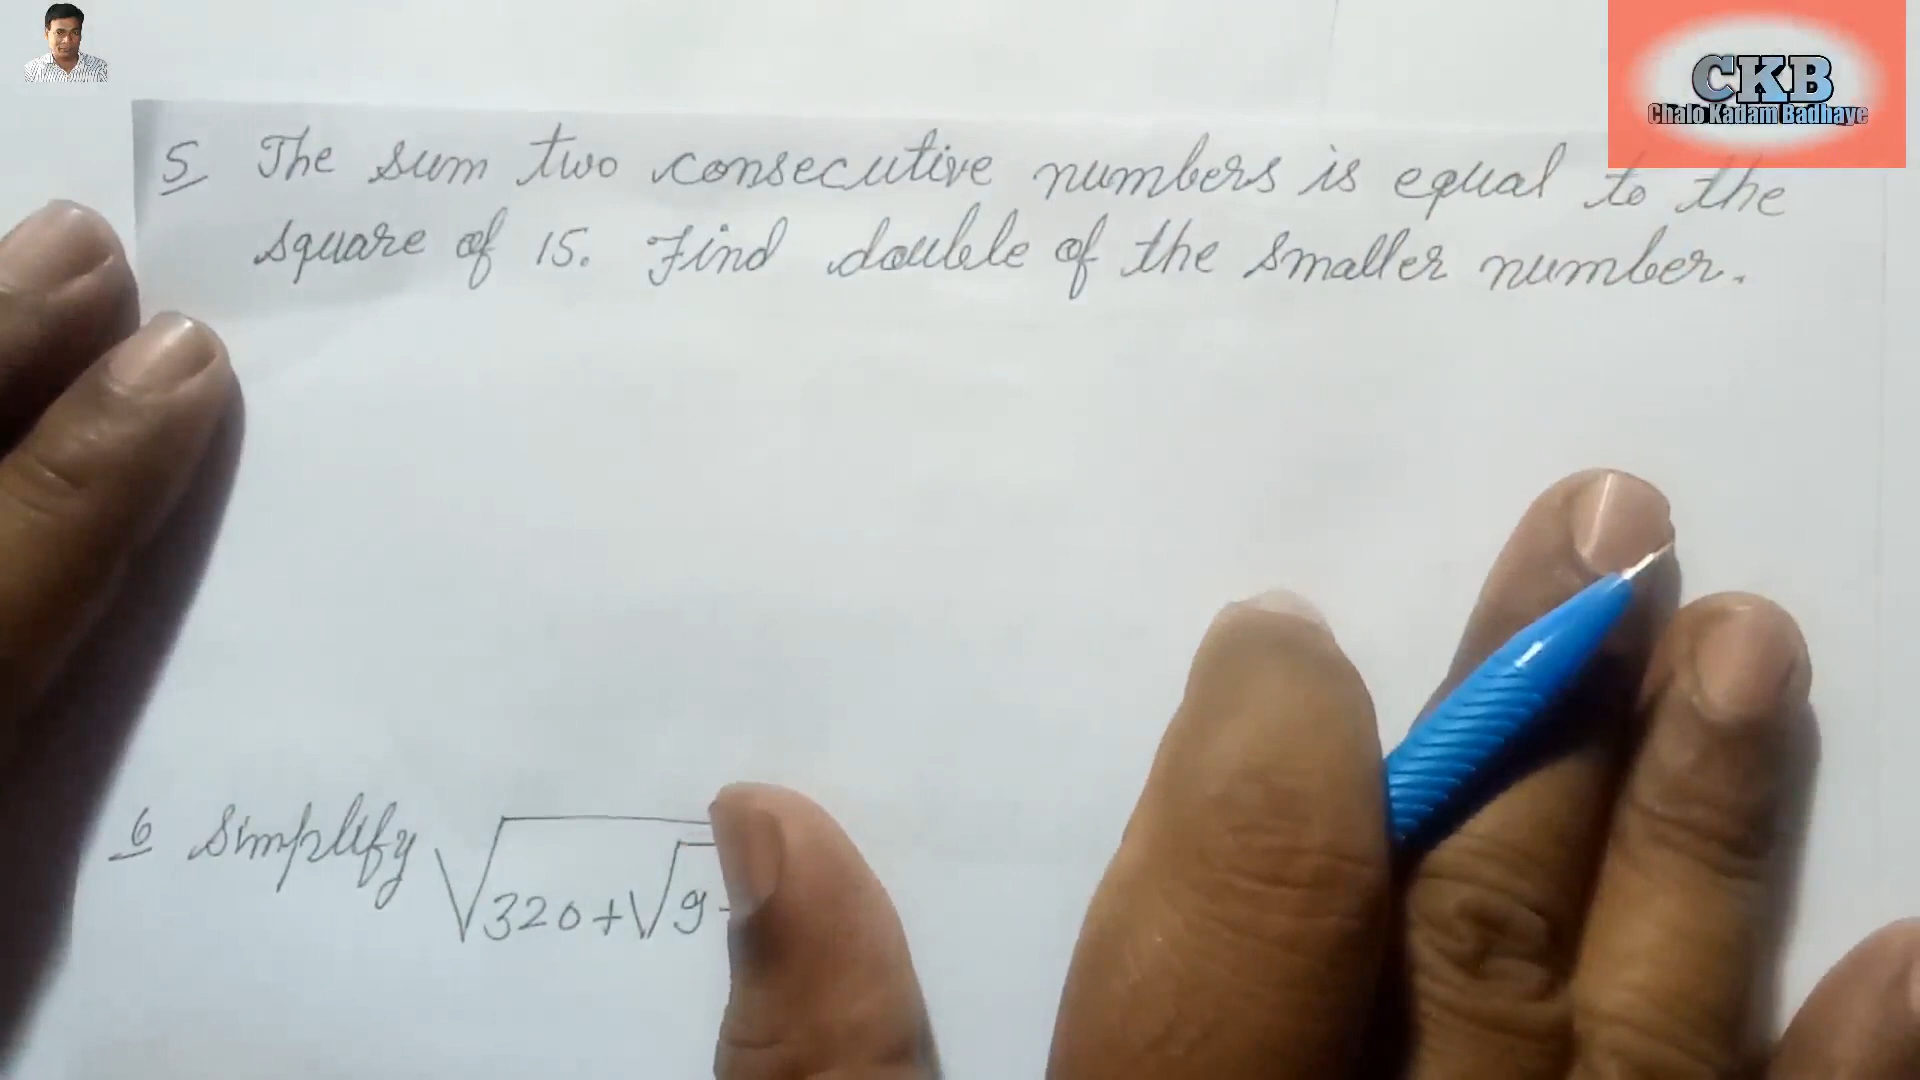 CKB
Chalo Kadam Badhaye
5 The sum two consecutive numbers is equal to the
square of 15. Find double of the smaller number.
6 Simplify √320+√9